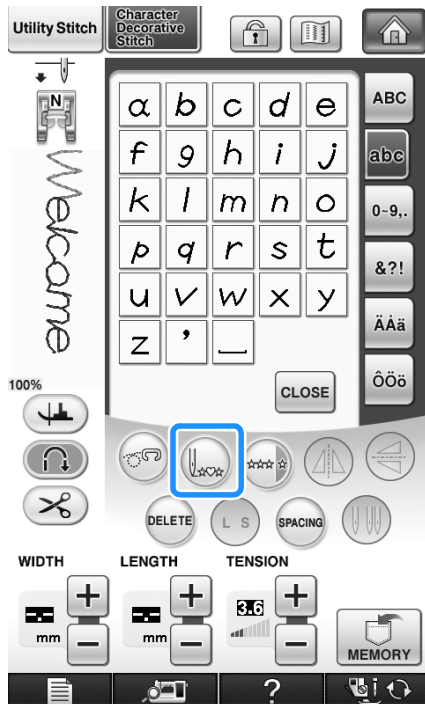 Utility Stitch
Character
Decorative
Stitch
N
Welcome
100%
a b c d e
f g h i j
k l m n o
p q r s t
u v w x y
z ’ _
ABC
abc
0~9,.
&?!
ÄÅä
ÔÖö
CLOSE
DELETE
L S
SPACING
WIDTH
LENGTH
TENSION
mm
mm
3.6
+
−
+
−
+
−
MEMORY
?